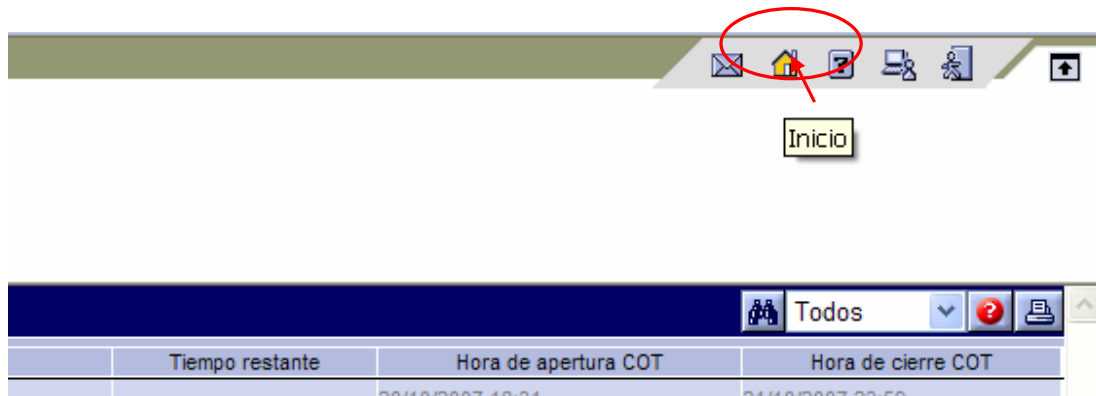 Inicio
Todos
Tiempo restante Hora de apertura COT Hora de cierre COT